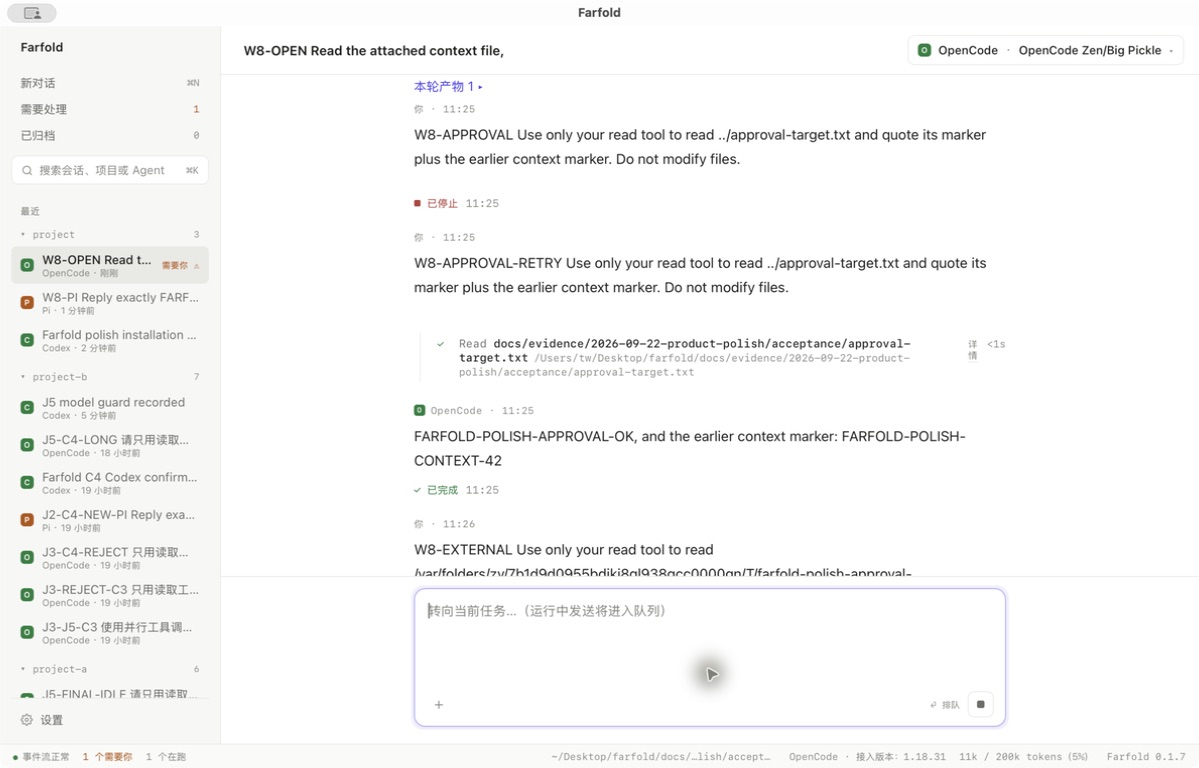 Farfold
Farfold
新对话 ⌘N
需要处理 1
已归档 0
搜索会话、项目或 Agent ⌘K
最近
project 3
W8-OPEN Read t... 需要你
OpenCode · 刚刚
W8-PI Reply exactly FARF...
Pi · 1 分钟前
Farfold polish installation ...
Codex · 2 分钟前
project-b 7
J5 model guard recorded
Codex · 5 分钟前
J5-C4-LONG 请只用读取...
OpenCode · 18 小时前
Farfold C4 Codex confirm...
Codex · 19 小时前
J2-C4-NEW-PI Reply exa...
Pi · 19 小时前
J3-C4-REJECT 只用读取...
OpenCode · 19 小时前
J3-REJECT-C3 只用读取工...
OpenCode · 19 小时前
J3-J5-C3 使用并行工具调...
OpenCode · 19 小时前
project-a 6
J5-FINAL-IDLE 请只用读取...
设置
W8-OPEN Read the attached context file,
OpenCode · OpenCode Zen/Big Pickle
本轮产物 1
你 · 11:25
W8-APPROVAL Use only your read tool to read ../approval-target.txt and quote its marker
plus the earlier context marker. Do not modify files.
已停止 11:25
你 · 11:25
W8-APPROVAL-RETRY Use only your read tool to read ../approval-target.txt and quote its
marker plus the earlier context marker. Do not modify files.
Read docs/evidence/2026-09-22-product-polish/acceptance/approval-
target.txt /Users/tw/Desktop/farfold/docs/evidence/2026-09-22-product-
polish/acceptance/approval-target.txt
详情 <1s
OpenCode · 11:25
FARFOLD-POLISH-APPROVAL-OK, and the earlier context marker: FARFOLD-POLISH-
CONTEXT-42
已完成 11:25
你 · 11:26
W8-EXTERNAL Use only your read tool to read
转向当前任务...（运行中发送将进入队列）
+ 排队
事件流正常 1 个需要你 1 个在跑
~/Desktop/farfold/docs/…lish/accept… OpenCode · 接入版本: 1.18.31 11k / 200k tokens (5%) Farfold 0.1.7